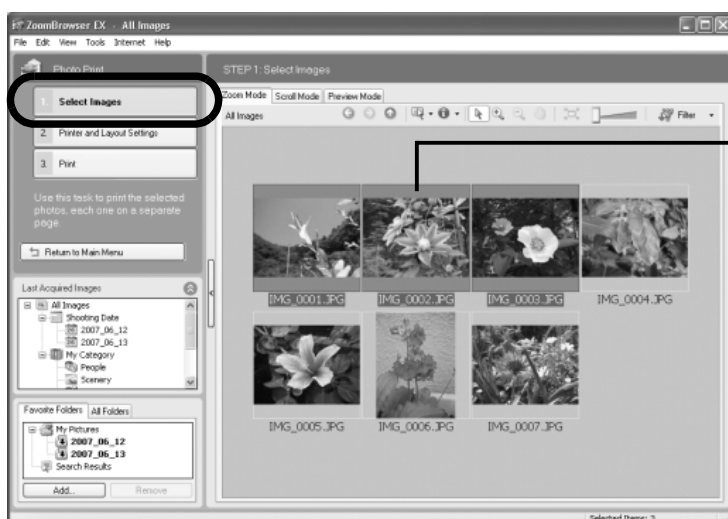 ZoomBrowser EX - All Images
File Edit View Tools Internet Help
Photo Print
1. Select Images
2. Printer and Layout Settings
3. Print
Use this task to print the selected
photos, each one on a separate
page.
Return to Main Menu
Last Acquired Images
All Images
Shooting Date
2007_06_12
2007_06_13
My Category
People
Scenery
Favorite Folders All Folders
My Pictures
2007_06_12
2007_06_13
Search Results
Add... Remove
STEP 1: Select Images
Zoom Mode Scroll Mode Preview Mode
All Images Filter
IMG_0001.JPG IMG_0002.JPG IMG_0003.JPG IMG_0004.JPG
IMG_0005.JPG IMG_0006.JPG IMG_0007.JPG
Selected Items: 3